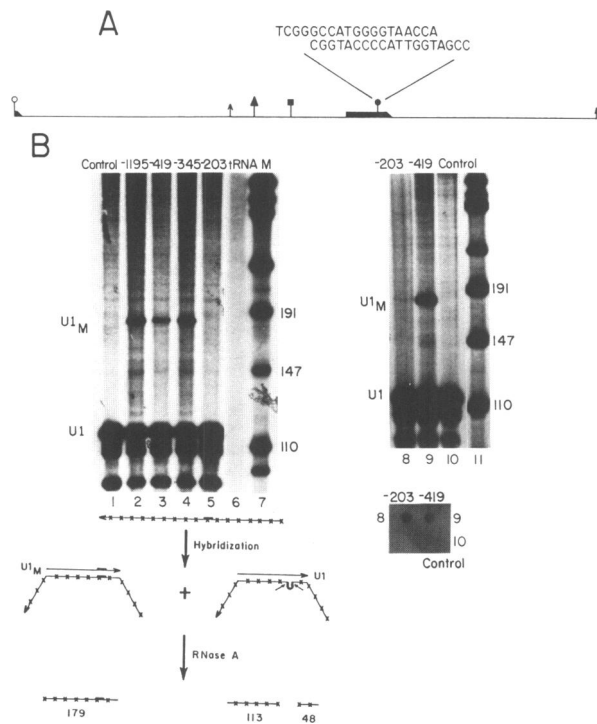 A
TCGGGCCATGGGGTAACCA
CGGTACCCCATTGGTAGCC
B
Control -1195 -419 -345 -203 tRNA M
U1M
U1
191
147
110
1 2 3 4 5 6 7
-203 -419 Control
U1M
U1
191
147
110
8 9 10 11
-203 -419
8 9
10
Control
Hybridization
U1M + U1
RNase A
179 113 48